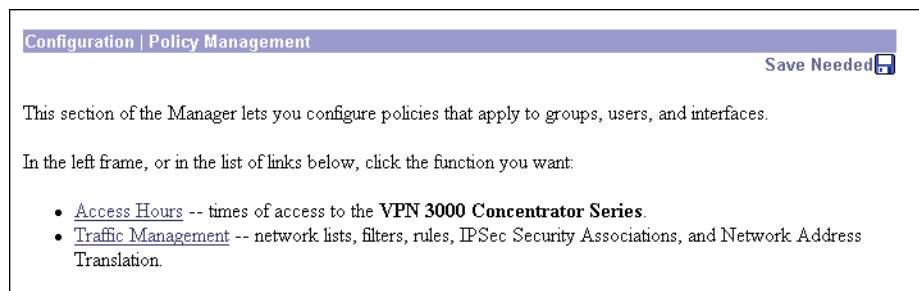 Configuration | Policy Management
Save Needed
This section of the Manager lets you configure policies that apply to groups, users, and interfaces.
In the left frame, or in the list of links below, click the function you want:
• Access Hours -- times of access to the VPN 3000 Concentrator Series.
• Traffic Management -- network lists, filters, rules, IPSec Security Associations, and Network Address
Translation.